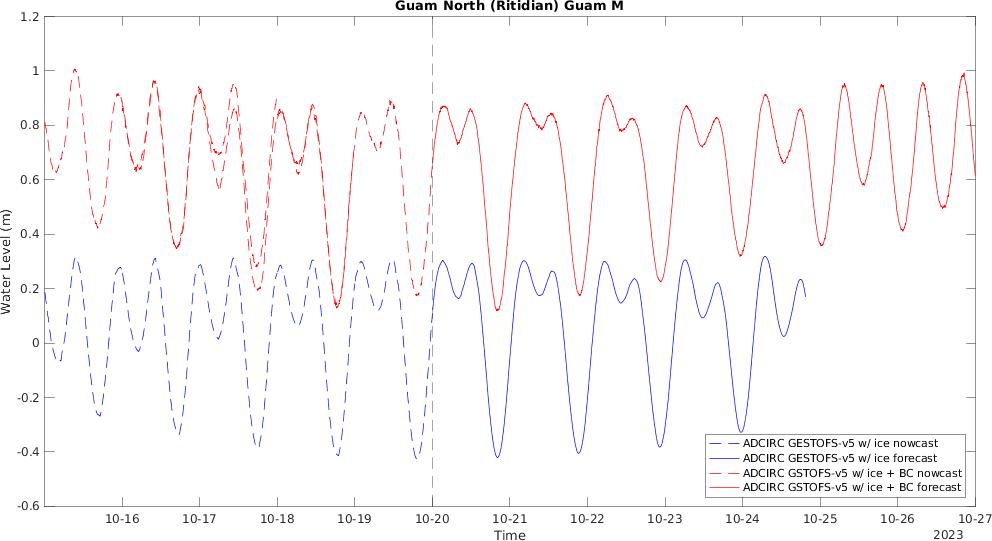 Guam North (Ritidian) Guam M
Water Level (m)
1.2
1
0.8
0.6
0.4
0.2
0
-0.2
-0.4
-0.6
ADCIRC GESTOFS-v5 w/ ice nowcast
ADCIRC GESTOFS-v5 w/ ice forecast
ADCIRC GSTOFS-v5 w/ ice + BC nowcast
ADCIRC GSTOFS-v5 w/ ice + BC forecast
10-16 10-17 10-18 10-19 10-20 10-21 10-22 10-23 10-24 10-25 10-26 10-27
Time
2023